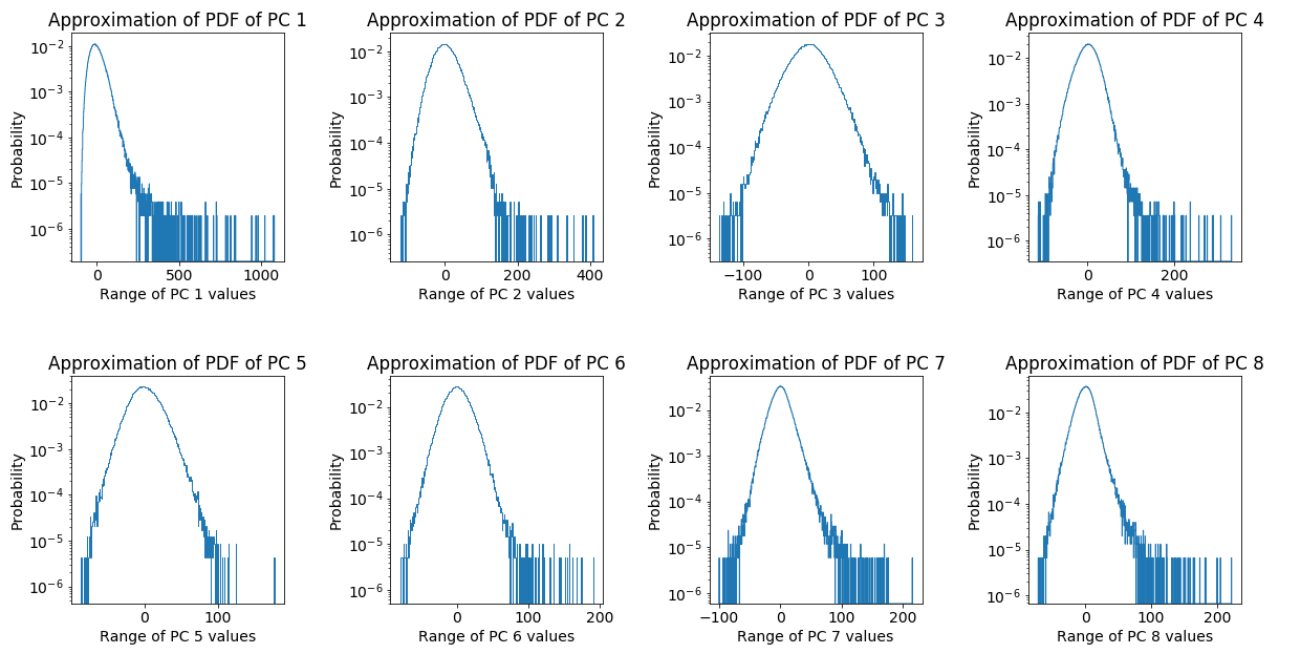 Approximation of PDF of PC 1
Probability
10⁻²
10⁻³
10⁻⁴
10⁻⁵
10⁻⁶
0 500 1000
Range of PC 1 values
Approximation of PDF of PC 2
Probability
10⁻²
10⁻³
10⁻⁴
10⁻⁵
10⁻⁶
0 200 400
Range of PC 2 values
Approximation of PDF of PC 3
Probability
10⁻²
10⁻³
10⁻⁴
10⁻⁵
10⁻⁶
−100 0 100
Range of PC 3 values
Approximation of PDF of PC 4
Probability
10⁻²
10⁻³
10⁻⁴
10⁻⁵
10⁻⁶
0 200
Range of PC 4 values
Approximation of PDF of PC 5
Probability
10⁻²
10⁻³
10⁻⁴
10⁻⁵
10⁻⁶
0 100
Range of PC 5 values
Approximation of PDF of PC 6
Probability
10⁻²
10⁻³
10⁻⁴
10⁻⁵
10⁻⁶
0 100 200
Range of PC 6 values
Approximation of PDF of PC 7
Probability
10⁻²
10⁻³
10⁻⁴
10⁻⁵
10⁻⁶
−100 0 100 200
Range of PC 7 values
Approximation of PDF of PC 8
Probability
10⁻²
10⁻³
10⁻⁴
10⁻⁵
10⁻⁶
0 100 200
Range of PC 8 values